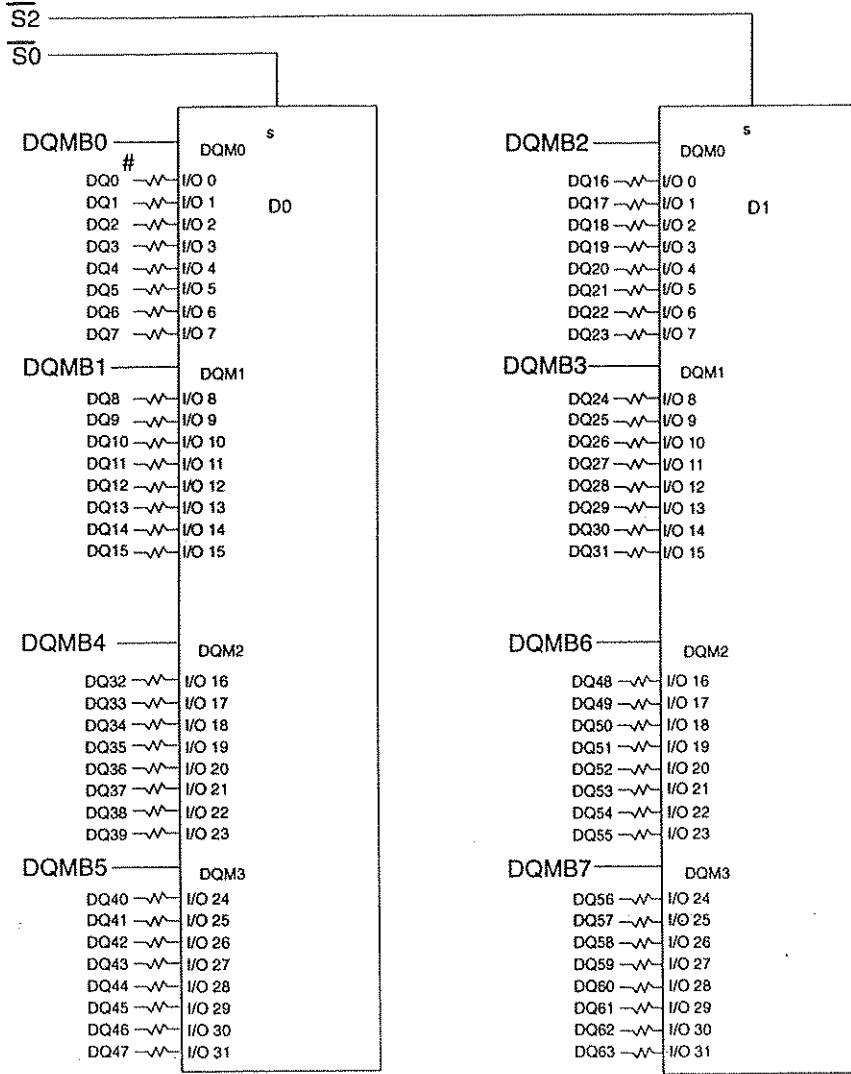 S2
S0
DQMB0
#
s
DQM0
D0
DQ0 I/O 0
DQ1 I/O 1
DQ2 I/O 2
DQ3 I/O 3
DQ4 I/O 4
DQ5 I/O 5
DQ6 I/O 6
DQ7 I/O 7
DQMB1 DQM1
DQ8 I/O 8
DQ9 I/O 9
DQ10 I/O 10
DQ11 I/O 11
DQ12 I/O 12
DQ13 I/O 13
DQ14 I/O 14
DQ15 I/O 15
DQMB4 DQM2
DQ32 I/O 16
DQ33 I/O 17
DQ34 I/O 18
DQ35 I/O 19
DQ36 I/O 20
DQ37 I/O 21
DQ38 I/O 22
DQ39 I/O 23
DQMB5 DQM3
DQ40 I/O 24
DQ41 I/O 25
DQ42 I/O 26
DQ43 I/O 27
DQ44 I/O 28
DQ45 I/O 29
DQ46 I/O 30
DQ47 I/O 31
DQMB2
s
DQM0
D1
DQ16 I/O 0
DQ17 I/O 1
DQ18 I/O 2
DQ19 I/O 3
DQ20 I/O 4
DQ21 I/O 5
DQ22 I/O 6
DQ23 I/O 7
DQMB3 DQM1
DQ24 I/O 8
DQ25 I/O 9
DQ26 I/O 10
DQ27 I/O 11
DQ28 I/O 12
DQ29 I/O 13
DQ30 I/O 14
DQ31 I/O 15
DQMB6 DQM2
DQ48 I/O 16
DQ49 I/O 17
DQ50 I/O 18
DQ51 I/O 19
DQ52 I/O 20
DQ53 I/O 21
DQ54 I/O 22
DQ55 I/O 23
DQMB7 DQM3
DQ56 I/O 24
DQ57 I/O 25
DQ58 I/O 26
DQ59 I/O 27
DQ60 I/O 28
DQ61 I/O 29
DQ62 I/O 30
DQ63 I/O 31